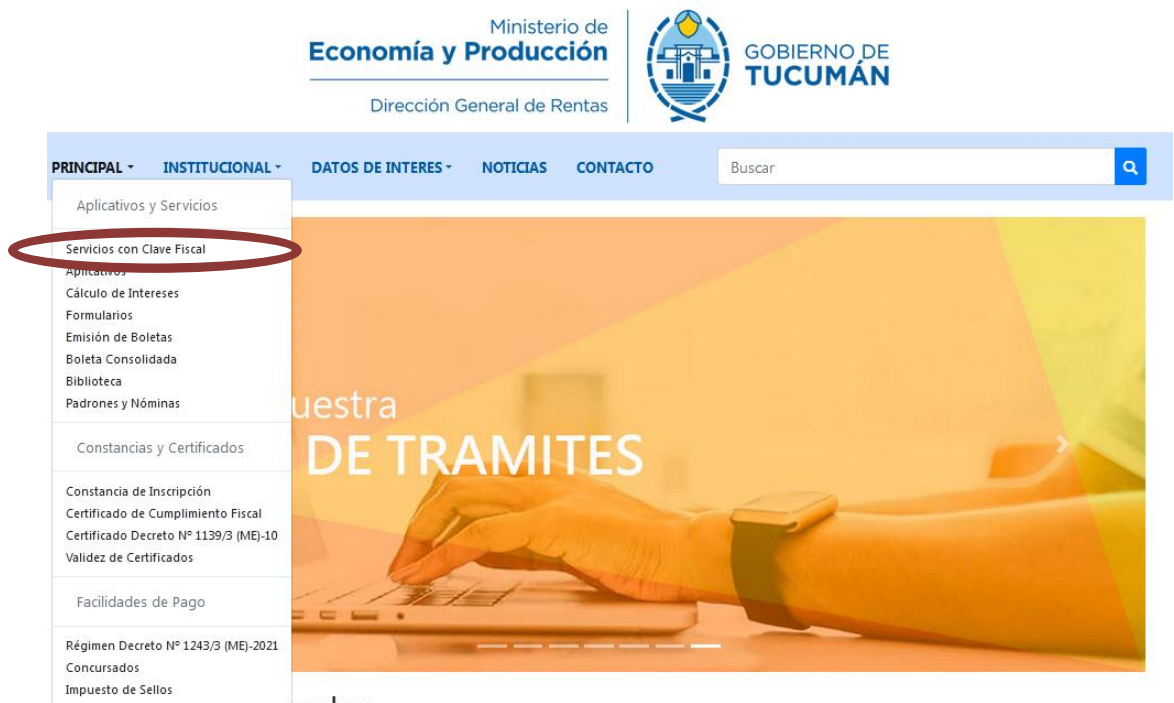 Ministerio de
Economía y Producción
Dirección General de Rentas
GOBIERNO DE
TUCUMÁN
PRINCIPAL INSTITUCIONAL DATOS DE INTERES NOTICIAS CONTACTO Buscar
Aplicativos y Servicios
Servicios con Clave Fiscal
Aplicativos
Cálculo de Intereses
Formularios
Emisión de Boletas
Boleta Consolidada
Biblioteca
Padrones y Nóminas
Constancias y Certificados
Constancia de Inscripción
Certificado de Cumplimiento Fiscal
Certificado Decreto Nº 1139/3 (ME)-10
Validez de Certificados
Facilidades de Pago
Régimen Decreto Nº 1243/3 (ME)-2021
Concursados
Impuesto de Sellos
uestra
DE TRAMITES